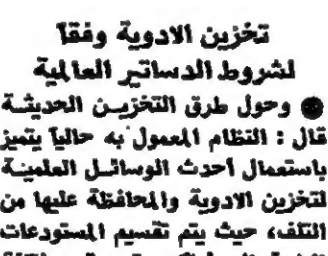 تخزين الادوية وفقاً
لشروط الدساتير العالمية
● وحول طرق التخزين الحديثة
قال : النظام المعمول به حالياً يتميز
باستعمال أحدث الوسائل العلمية
لتخزين الادوية والمحافظة عليها من
التلف، حيث يتم تقسيم المستودعات